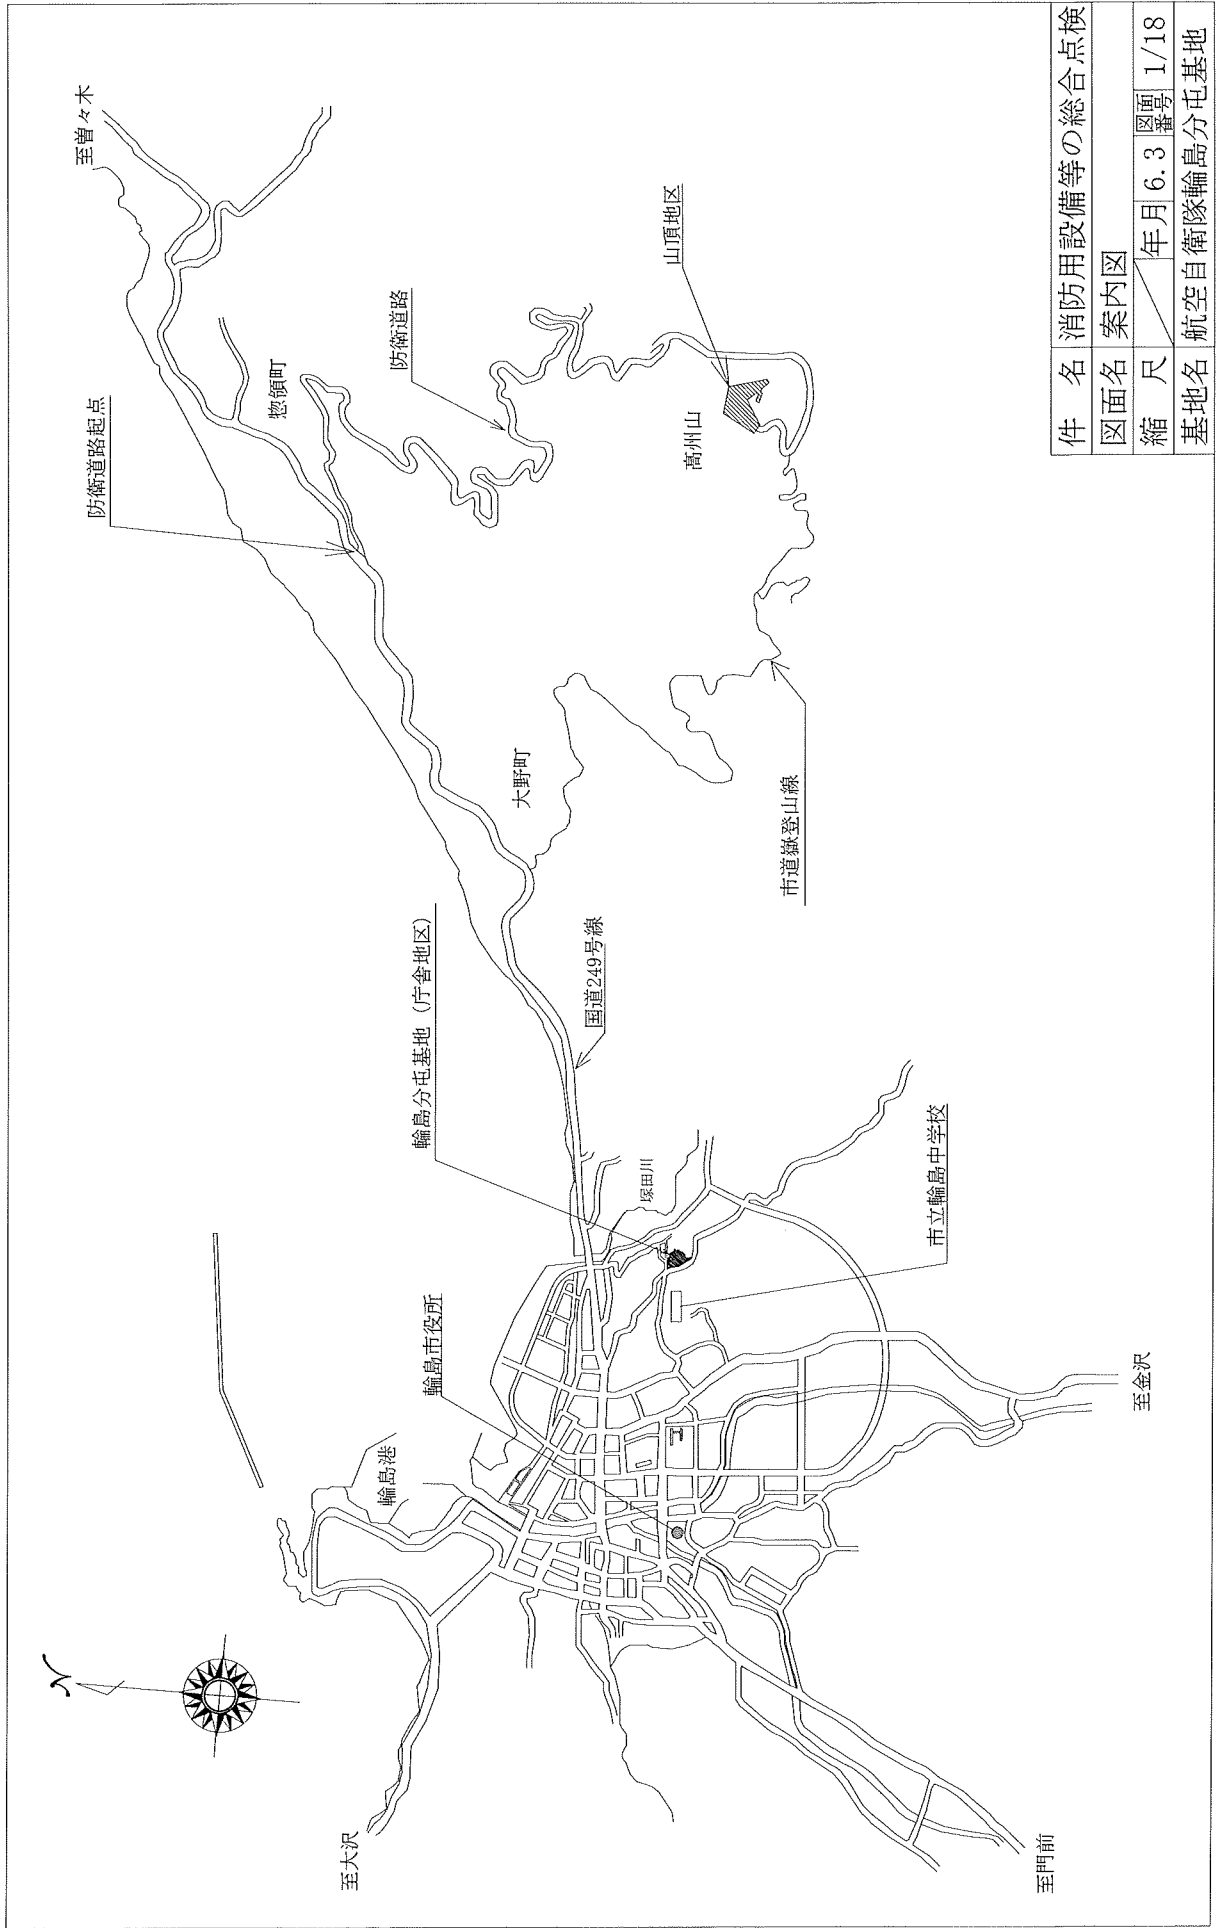 至曽々木
防衛道路起点
惣領町
防衛道路
山頂地区
高州山
大野町
市道嶽登山線
輪島分屯基地（庁舎地区）
国道249号線
塚田川
市立輪島中学校
輪島市役所
輪島港
N
至大沢
至門前
至金沢
件 名 消防用設備等の総合点検
図面名 案内図
縮 尺 年月 6.3 図面番号 1/18
基地名 航空自衛隊輪島分屯基地